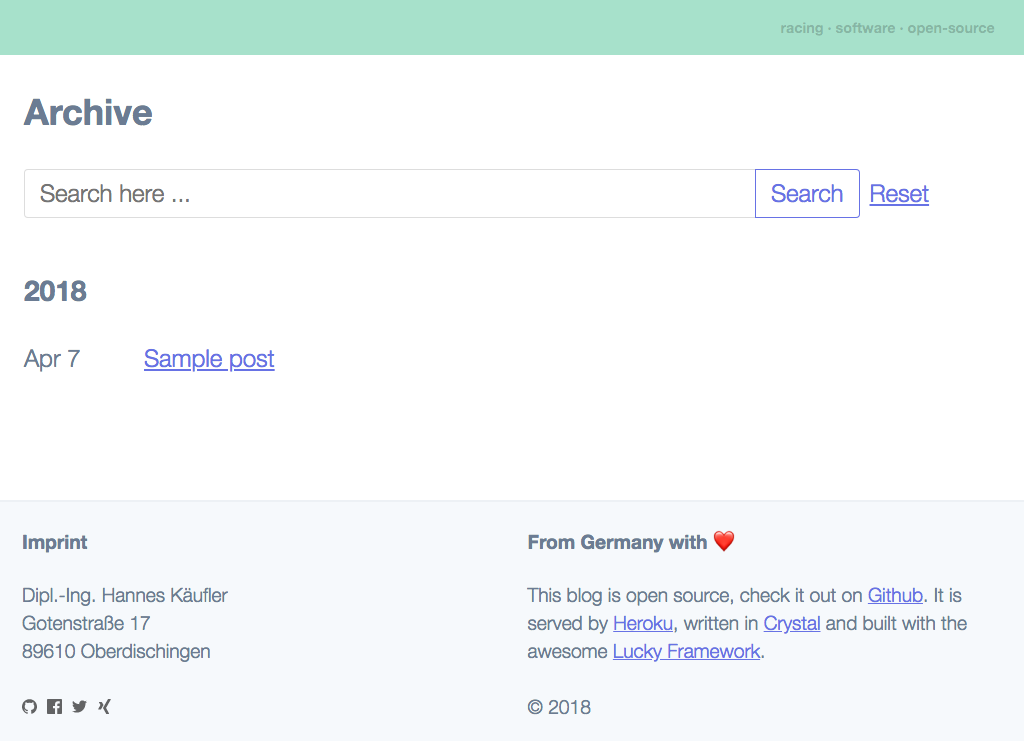 racing · software · open-source
Archive
Search here ...
Search
Reset
2018
Apr 7
Sample post
Imprint
Dipl.-Ing. Hannes Käufler
Gotenstraße 17
89610 Oberdischingen
From Germany with ❤️
This blog is open source, check it out on Github. It is
served by Heroku, written in Crystal and built with the
awesome Lucky Framework.
© 2018